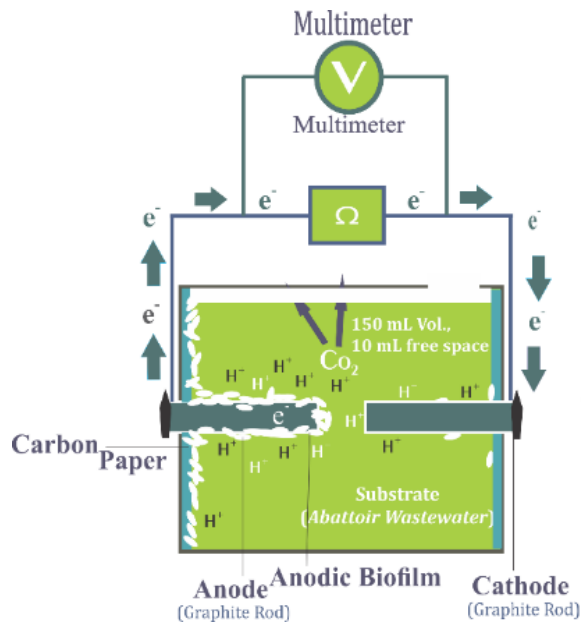 Multimeter
V
Multimeter
e⁻ e⁻ Ω e⁻ e⁻
e⁻ e⁻
150 mL Vol.,
10 mL free space
Co₂
H⁻ H⁺ H⁺
H⁺ H⁺ H⁺ H⁻ H⁺
e⁻ H⁺
H⁺ H⁺ H H⁻ H⁺
H⁻ H⁺
Carbon
Paper
Substrate
(Abattoir Wastewater)
H⁺
Anode Anodic Biofilm Cathode
(Graphite Rod) (Graphite Rod)